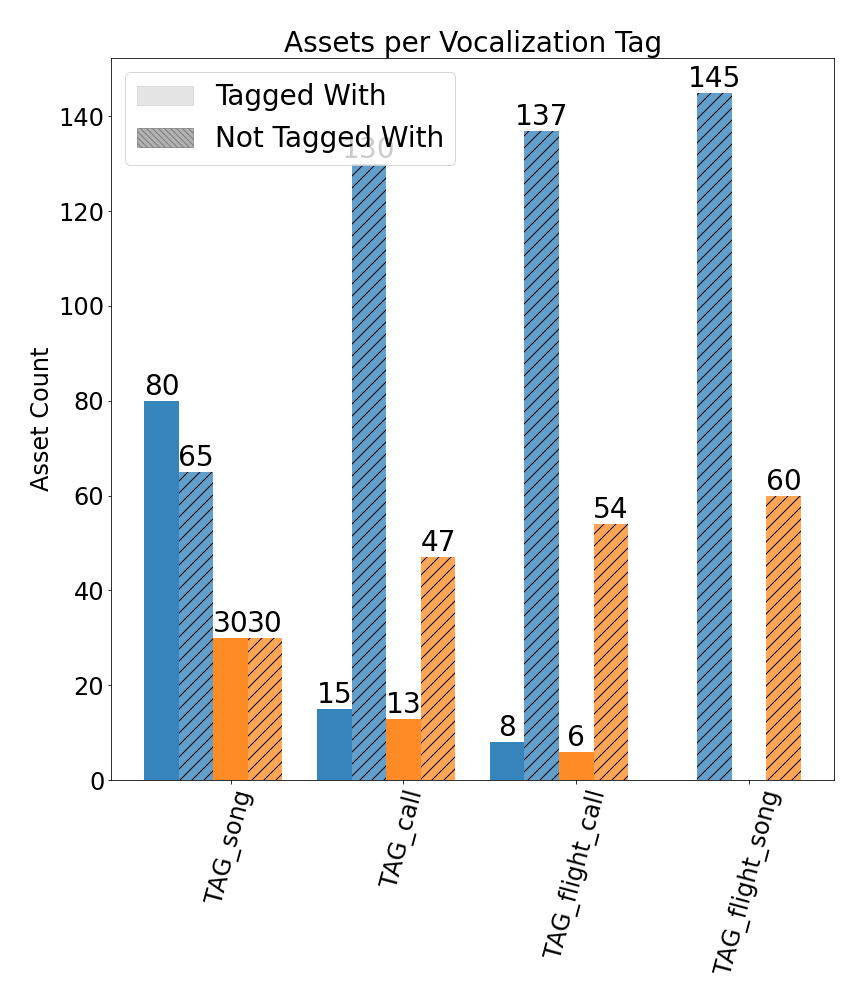 Assets per Vocalization Tag
Tagged With
Not Tagged With
Asset Count
140
120
100
80
60
40
20
0
80
65
30
30
15
130
13
47
8
137
6
54
145
60
TAG_song
TAG_call
TAG_flight_call
TAG_flight_song